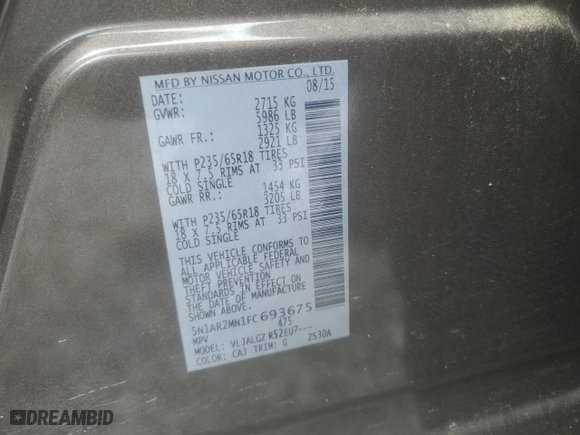 MFD BY NISSAN MOTOR CO., LTD.
DATE: 08/15
GVWR: 2715 KG
5986 LB
GAWR FR.: 1325 KG
2921 LB
WITH P235/65R18 TIRES
18 X 7.5 RIMS AT 33 PSI
COLD SINGLE
GAWR RR.: 1454 KG
3205 LB
WITH P235/65R18 TIRES
18 X 7.5 RIMS AT 33 PSI
COLD SINGLE
THIS VEHICLE CONFORMS TO
ALL APPLICABLE FEDERAL
MOTOR VEHICLE SAFETY AND
THEFT PREVENTION
STANDARDS IN EFFECT ON
THE DATE OF MANUFACTURE
SHOWN ABOVE.
5N1AR2MN1FC693675
MPV 475
MODEL: VLJALGZ R52EU7---
COLOR: CAJ TRIM: G 2530A
DREAMBID